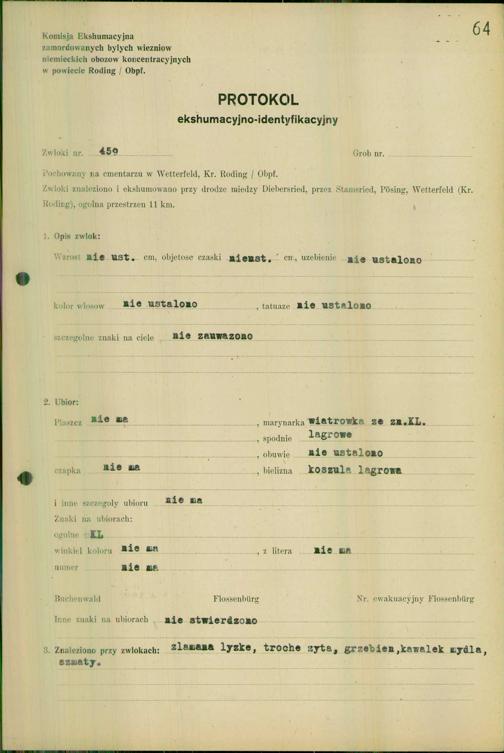 64
Komisja Ekshumacyjna
zamordowanych byłych wiezniow
niemieckich obozow koncentracyjnych
w powiecie Roding / Obpf.
PROTOKOL
ekshumacyjno-identyfikacyjny
Zwloki nr. 459 Grob nr.
Pochowany na cmentarzu w Wetterfeld, Kr. Roding / Obpf.
Zwloki znaleziono i ekshumowano przy drodze miedzy Diebersried, przez Stamsried, Pösing, Wetterfeld (Kr.
Roding), ogolna przestrzen 11 km.
1. Opis zwlok:
Wzrost nie ust. cm, objetosc czaski nieust. cm, uzebienie nie ustalono
kolor wlosow nie ustalono , tatuaze nie ustalono
szczegolne znaki na ciele nie zauwazono
2. Ubior:
Plaszcz nie ma , marynarka wiatrowka ze zn.KL.
, spodnie lagrowe
, obuwie nie ustalono
czapka nie ma , bielizna koszula lagrowa
i inne szczegoly ubioru nie ma
Znaki na ubiorach:
ogolne KL
winkiel koloru nie ma , z litera nie ma
numer nie ma
Buchenwald Flossenbürg Nr. ewakuacyjny Flossenbürg
Inne znaki na ubiorach nie stwierdzono
3. Znaleziono przy zwlokach: zlamana lyzke, troche zyta, grzebien,kawalek mydla,
szmaty.